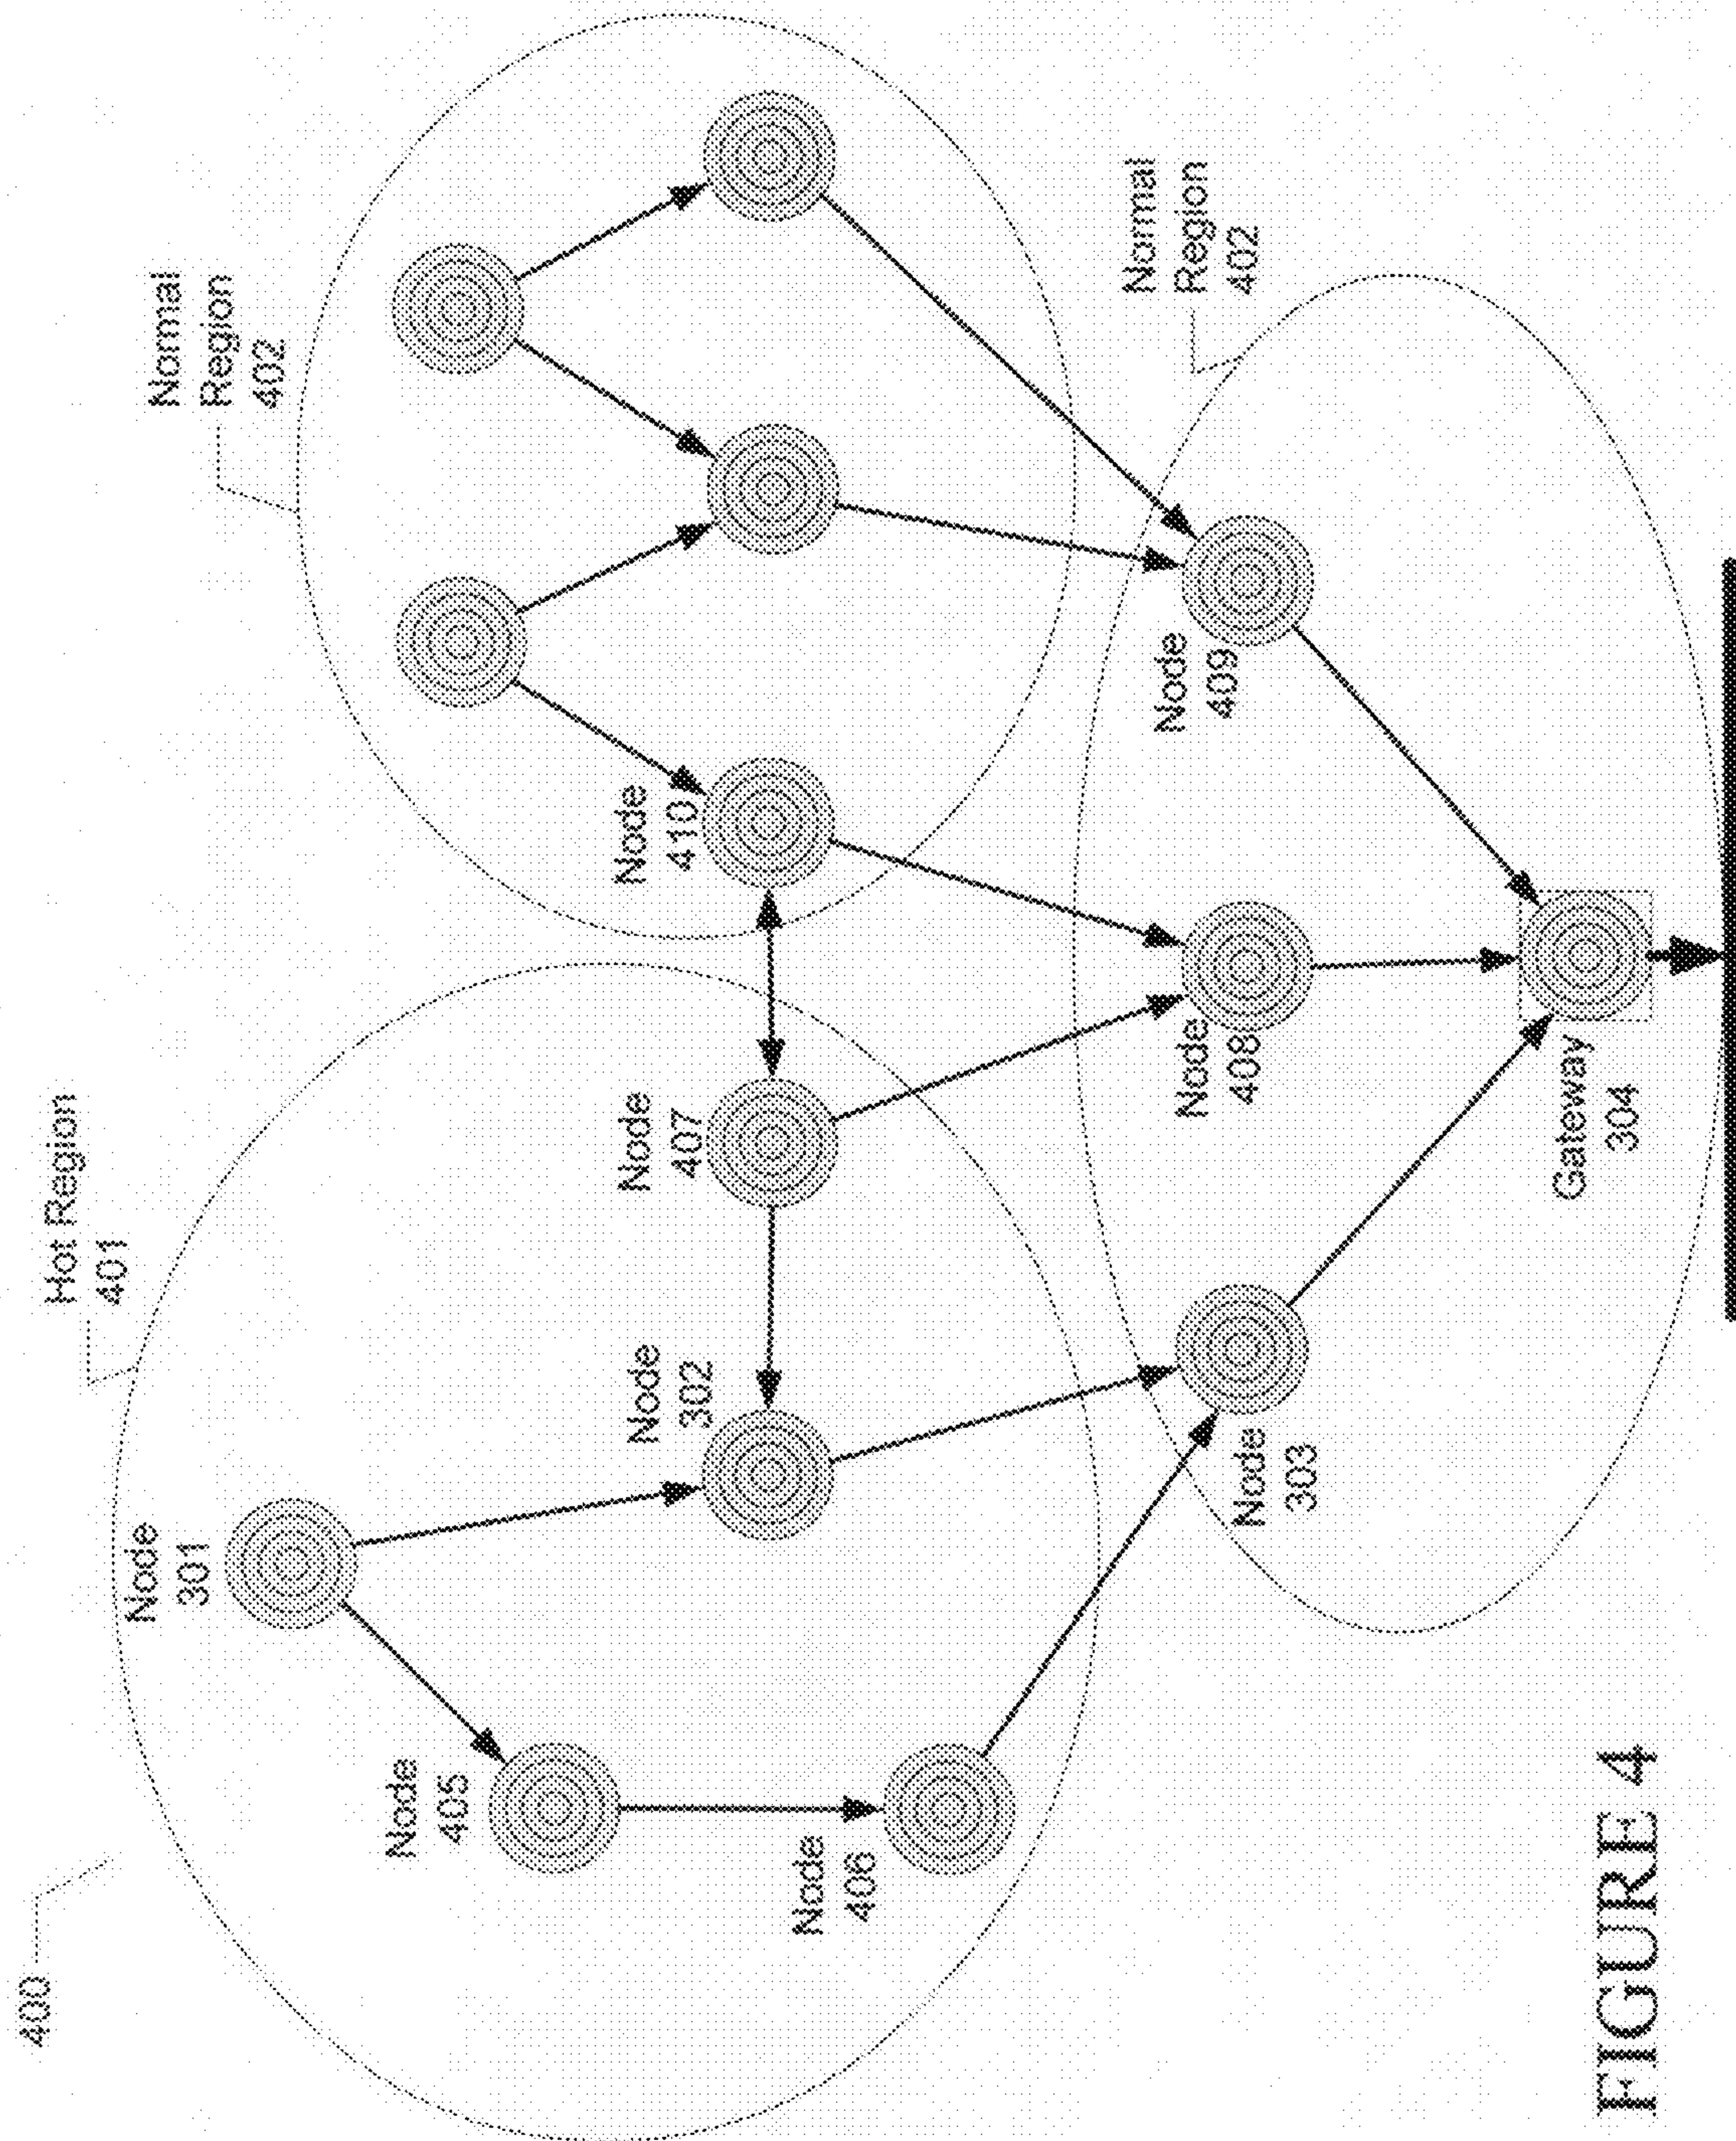 400
Hot Region
401
Normal
Region
402
Node
301
Node
405
Node
302
Node
407
Node
410
Node
406
Normal
Region
402
Node
303
Node
408
Node
409
Gateway
304
FIGURE 4